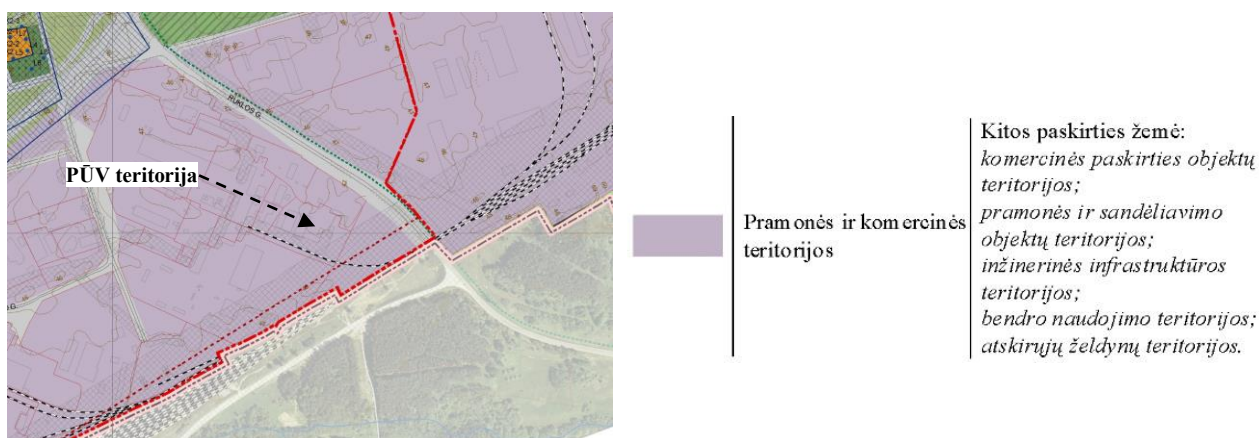 RUKLOS G.
PŪV teritorija
Pramonės ir komercinės
teritorijos
Kitos paskirties žemė:
komercinės paskirties objektų
teritorijos;
pramonės ir sandėliavimo
objektų teritorijos;
inžinerinės infrastruktūros
teritorijos;
bendro naudojimo teritorijos;
atskirųjų želdynų teritorijos.